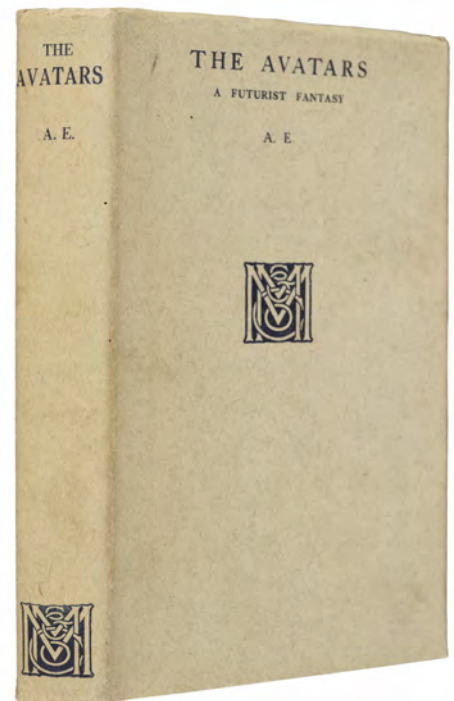 THE
AVATARS
A. E.
THE AVATARS
A FUTURIST FANTASY
A. E